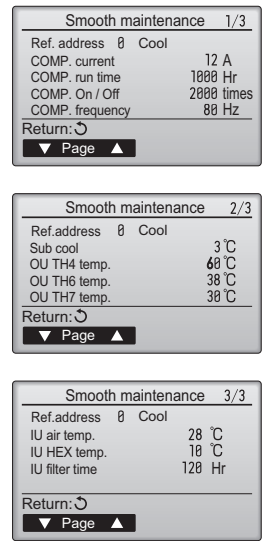 Smooth maintenance 1/3
Ref. address 0 Cool
COMP. current 12 A
COMP. run time 1000 Hr
COMP. On / Off 2000 times
COMP. frequency 80 Hz
Return:
▼ Page ▲
Smooth maintenance 2/3
Ref.address 0 Cool
Sub cool 3 ℃
OU TH4 temp. 60 ℃
OU TH6 temp. 38 ℃
OU TH7 temp. 30 ℃
Return:
▼ Page ▲
Smooth maintenance 3/3
Ref.address 0 Cool
IU air temp. 28 ℃
IU HEX temp. 10 ℃
IU filter time 120 Hr
Return:
▼ Page ▲